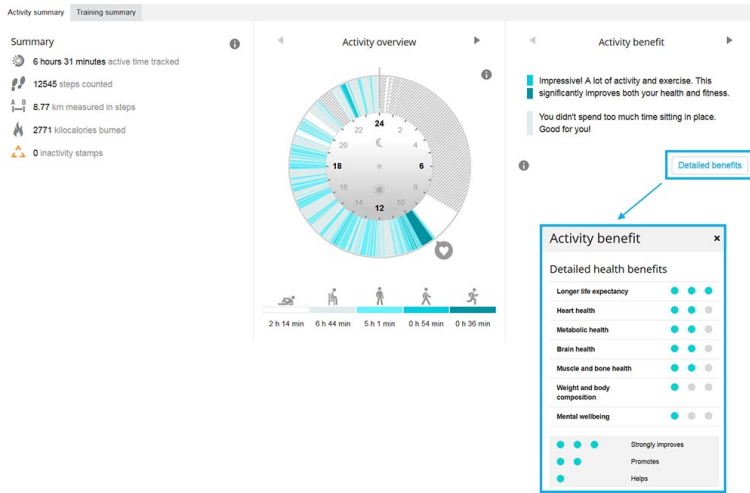 Activity summary
Training summary
Summary
6 hours 31 minutes active time tracked
12545 steps counted
A B
8.77 km measured in steps
2771 kilocalories burned
0 inactivity stamps
Activity overview
24
22
2
20
4
18
6
16
8
14
10
12
2 h 14 min
6 h 44 min
5 h 1 min
0 h 54 min
0 h 36 min
Activity benefit
Impressive! A lot of activity and exercise. This
significantly improves both your health and fitness.
You didn't spend too much time sitting in place.
Good for you!
Detailed benefits
Activity benefit
×
Detailed health benefits
Longer life expectancy
Heart health
Metabolic health
Brain health
Muscle and bone health
Weight and body
composition
Mental wellbeing
Strongly improves
Promotes
Helps